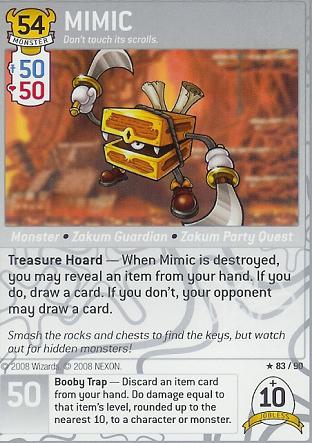 54
MONSTER
MIMIC
Don't touch its scrolls.
50
50
Monster • Zakum Guardian • Zakum Party Quest
Treasure Hoard — When Mimic is destroyed,
you may reveal an item from your hand. If you
do, draw a card. If you don't, your opponent
may draw a card.
Smash the rocks and chests to find the keys, but watch
out for hidden monsters!
© 2008 Wizards. © 2008 NEXON.
★ 83 / 90
50
Booby Trap — Discard an item card
from your hand. Do damage equal to
that item's level, rounded up to the
nearest 10, to a character or monster.
+
10
JOBLESS